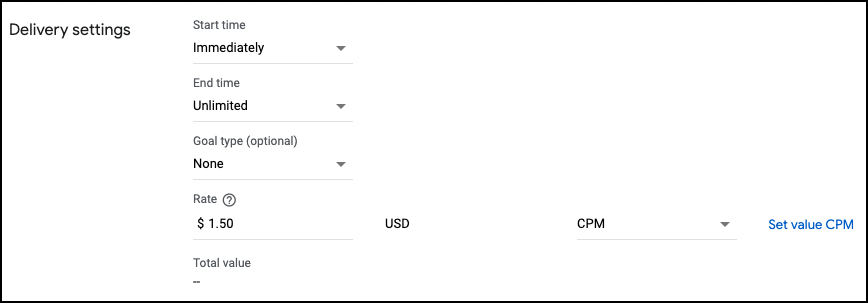 Delivery settings
Start time
Immediately
End time
Unlimited
Goal type (optional)
None
Rate ?
$ 1.50 USD CPM Set value CPM
Total value
--